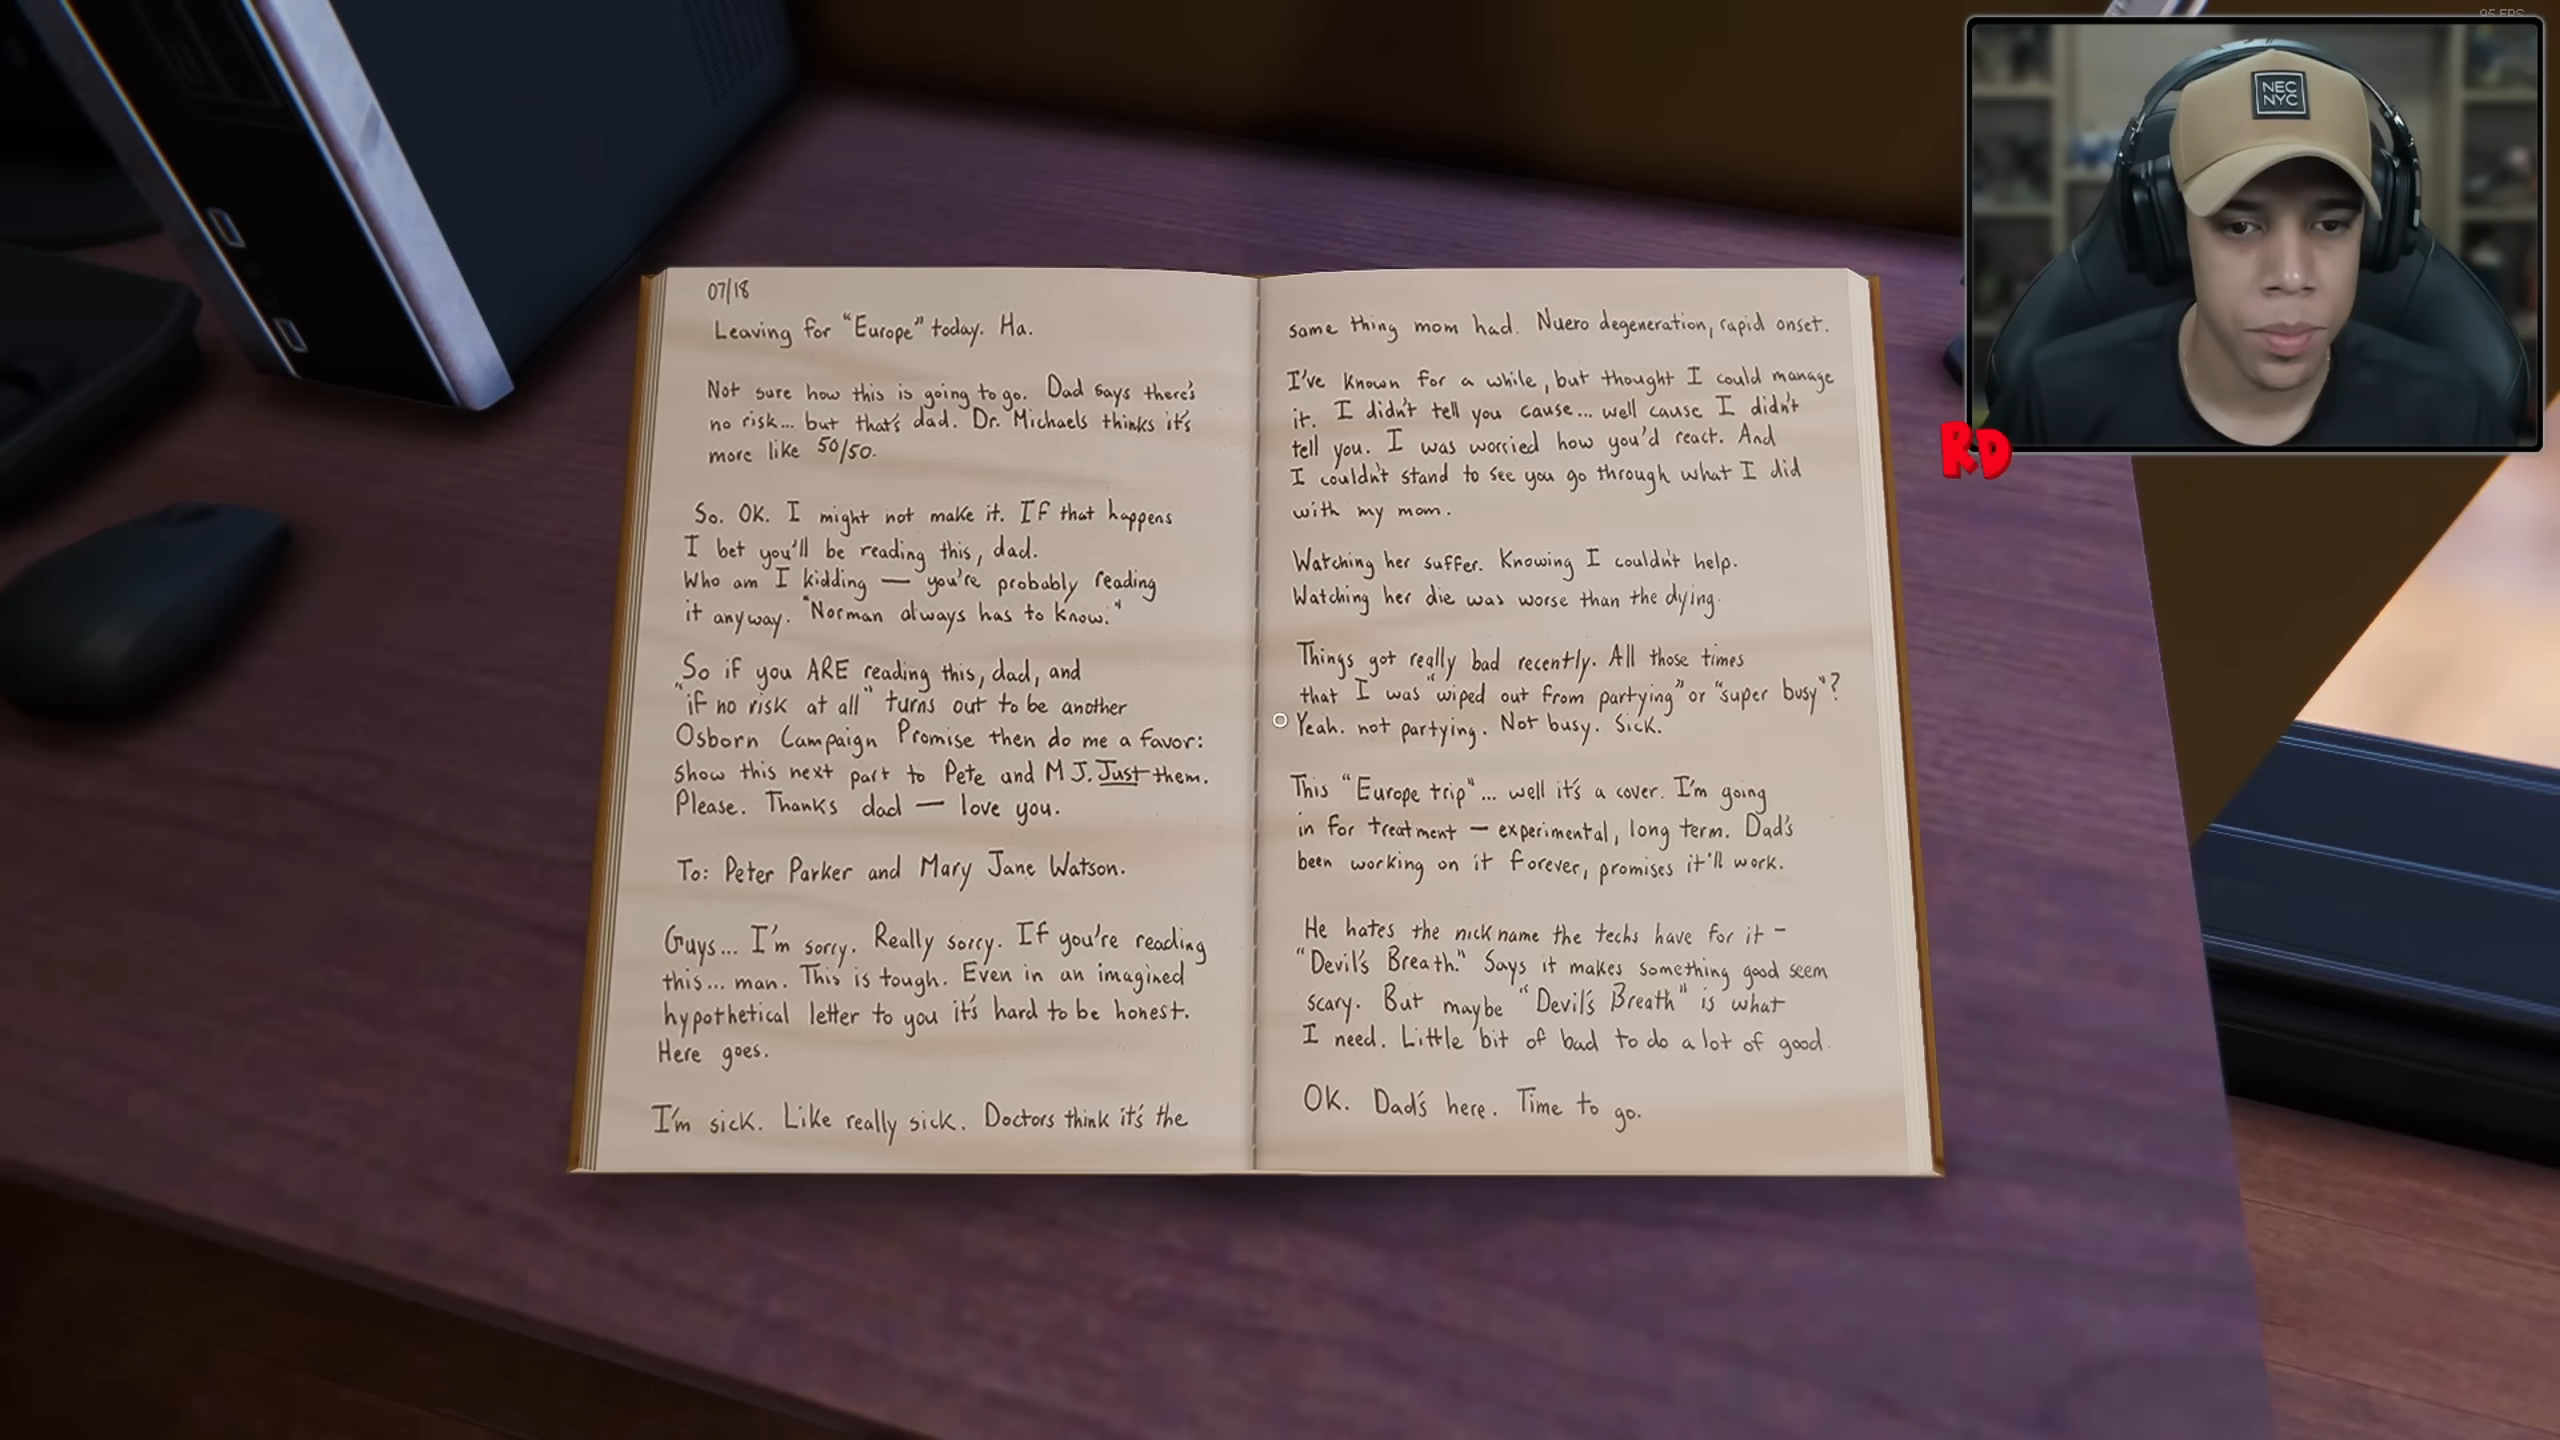 95 FPS
NEC
NYC
RD
07/18
Leaving for "Europe" today. Ha.
Not sure how this is going to go. Dad says there's
no risk... but that's dad. Dr. Michaels thinks it's
more like 50/50.
So. OK. I might not make it. If that happens
I bet you'll be reading this, dad.
Who am I kidding — you're probably reading
it anyway. "Norman always has to know."
So if you ARE reading this, dad, and
"if no risk at all" turns out to be another
Osborn Campaign Promise then do me a favor:
show this next part to Pete and MJ. Just them.
Please. Thanks dad — love you.
To: Peter Parker and Mary Jane Watson.
Guys... I'm sorry. Really sorry. If you're reading
this... man. This is tough. Even in an imagined
hypothetical letter to you it's hard to be honest.
Here goes.
I'm sick. Like really sick. Doctors think it's the
same thing mom had. Nuero degeneration, rapid onset.
I've known for a while, but thought I could manage
it. I didn't tell you cause... well cause I didn't
tell you. I was worried how you'd react. And
I couldn't stand to see you go through what I did
with my mom.
Watching her suffer. Knowing I couldn't help.
Watching her die was worse than the dying.
Things got really bad recently. All those times
that I was "wiped out from partying" or "super busy"?
Yeah. not partying. Not busy. Sick.
This "Europe trip"... well it's a cover. I'm going
in for treatment — experimental, long term. Dad's
been working on it forever, promises it'll work.
He hates the nickname the techs have for it -
"Devil's Breath." Says it makes something good seem
scary. But maybe "Devil's Breath" is what
I need. Little bit of bad to do a lot of good.
OK. Dad's here. Time to go.